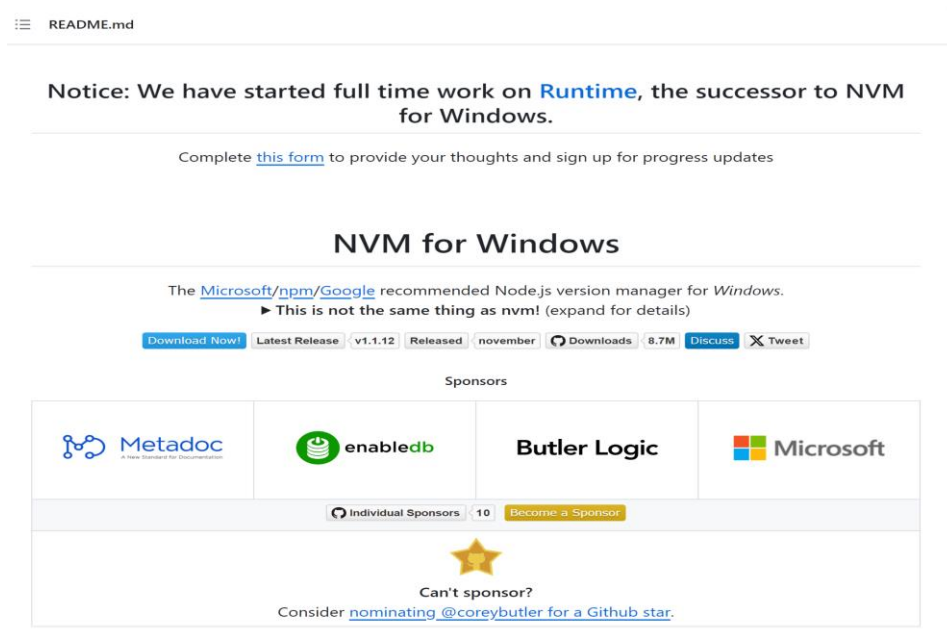 README.md
Notice: We have started full time work on Runtime, the successor to NVM
for Windows.
Complete this form to provide your thoughts and sign up for progress updates
NVM for Windows
The Microsoft/npm/Google recommended Node.js version manager for Windows.
▶ This is not the same thing as nvm! (expand for details)
Download Now! Latest Release v1.1.12 Released november Downloads 8.7M Discuss X Tweet
Sponsors
Metadoc enabledb Butler Logic Microsoft
A New Standard for Documentation
Individual Sponsors 10 Become a Sponsor
Can't sponsor?
Consider nominating @coreybutler for a Github star.